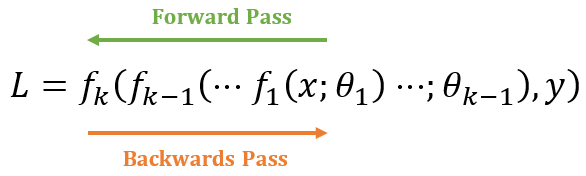 Forward Pass
L = f_k(f_{k−1}(⋯ f_1(x; θ_1) ⋯; θ_{k−1}), y)
Backwards Pass